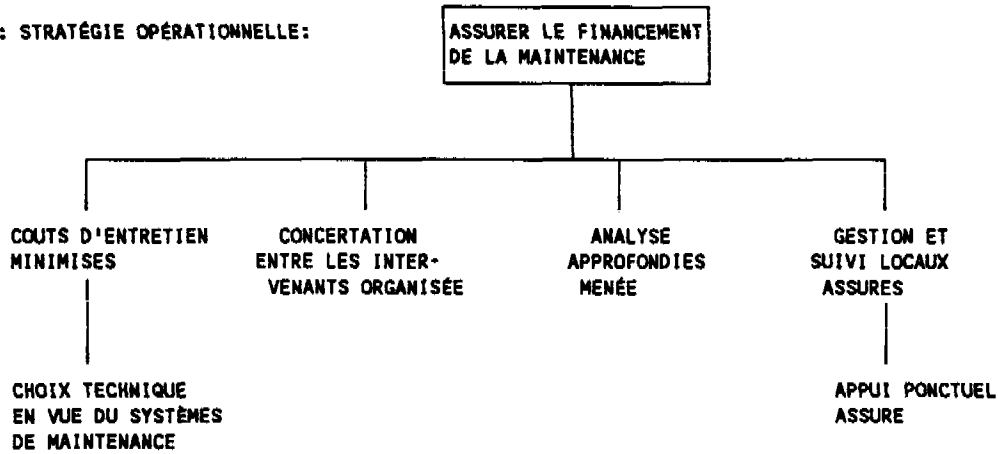 : STRATÉGIE OPÉRATIONNELLE:
ASSURER LE FINANCEMENT
DE LA MAINTENANCE
COUTS D'ENTRETIEN
MINIMISES
CONCERTATION
ENTRE LES INTER-
VENANTS ORGANISÉE
ANALYSE
APPROFONDIES
MENÉE
GESTION ET
SUIVI LOCAUX
ASSURES
CHOIX TECHNIQUE
EN VUE DU SYSTÈMES
DE MAINTENANCE
APPUI PONCTUEL
ASSURE